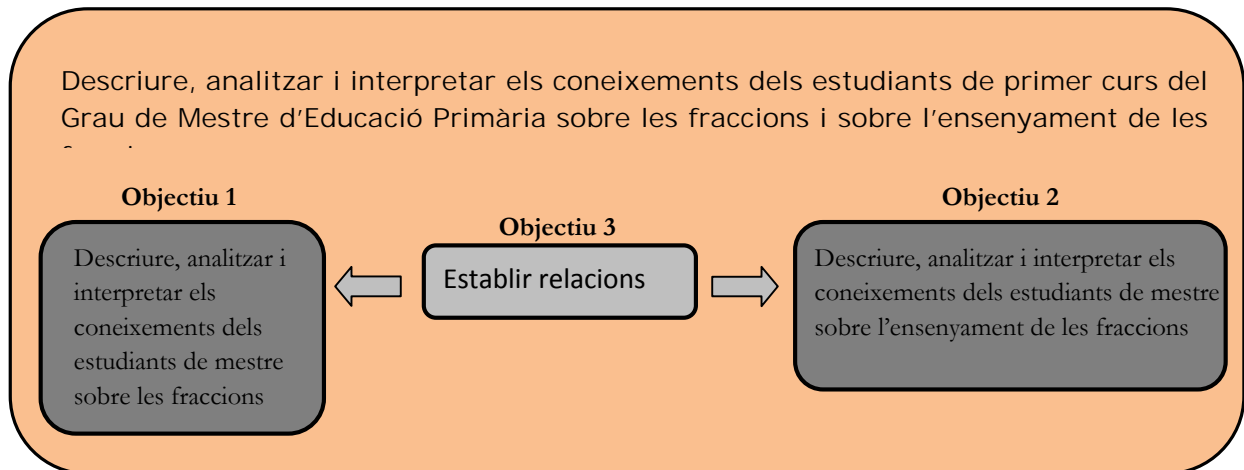 Descriure, analitzar i interpretar els coneixements dels estudiants de primer curs del
Grau de Mestre d'Educació Primària sobre les fraccions i sobre l'ensenyament de les
Objectiu 1
Objectiu 2
Objectiu 3
Descriure, analitzar i
interpretar els
coneixements dels
estudiants de mestre
sobre les fraccions
Establir relacions
Descriure, analitzar i interpretar els
coneixements dels estudiants de mestre
sobre l'ensenyament de les fraccions